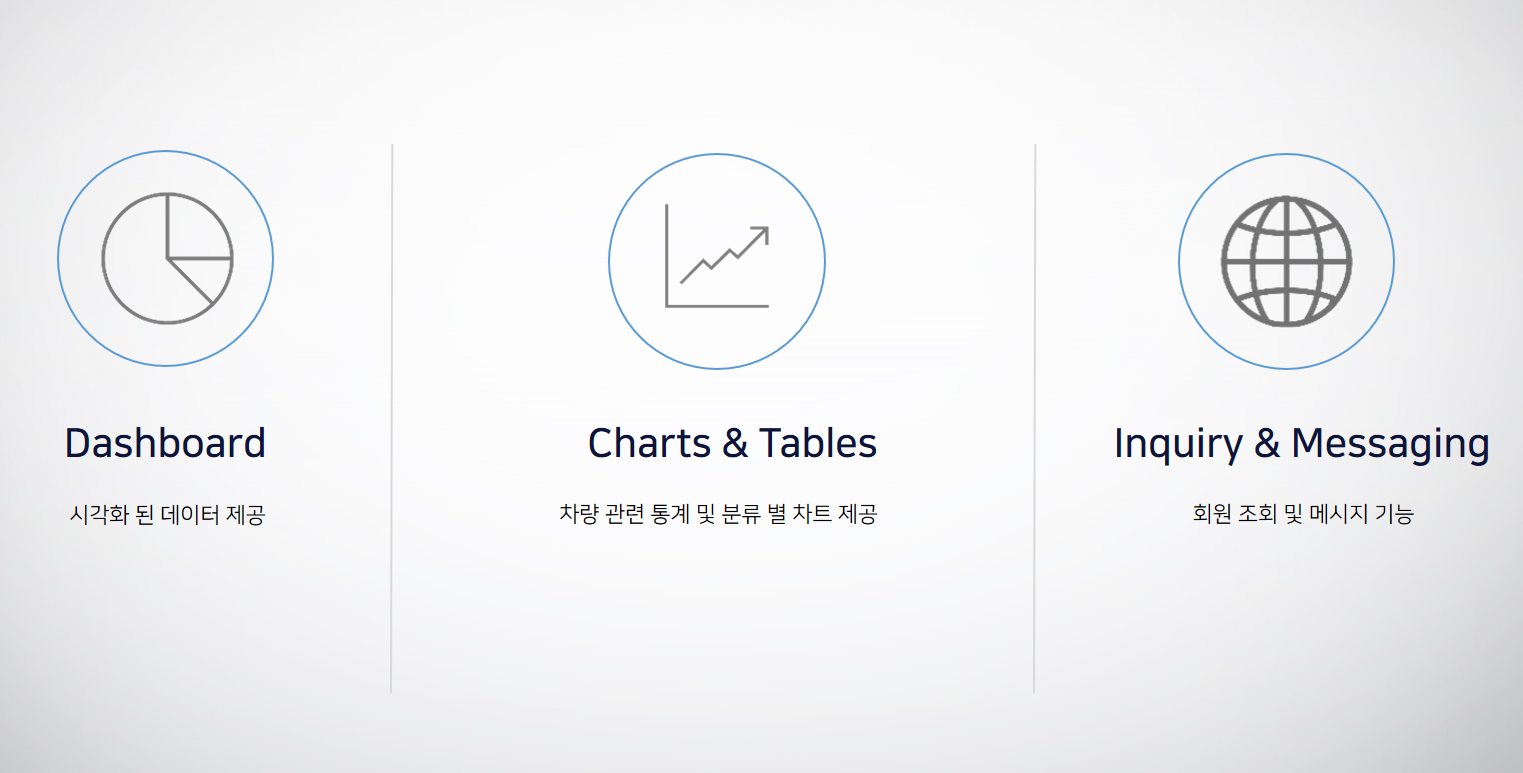 Dashboard
시각화 된 데이터 제공
Charts & Tables
차량 관련 통계 및 분류 별 차트 제공
Inquiry & Messaging
회원 조회 및 메시지 기능